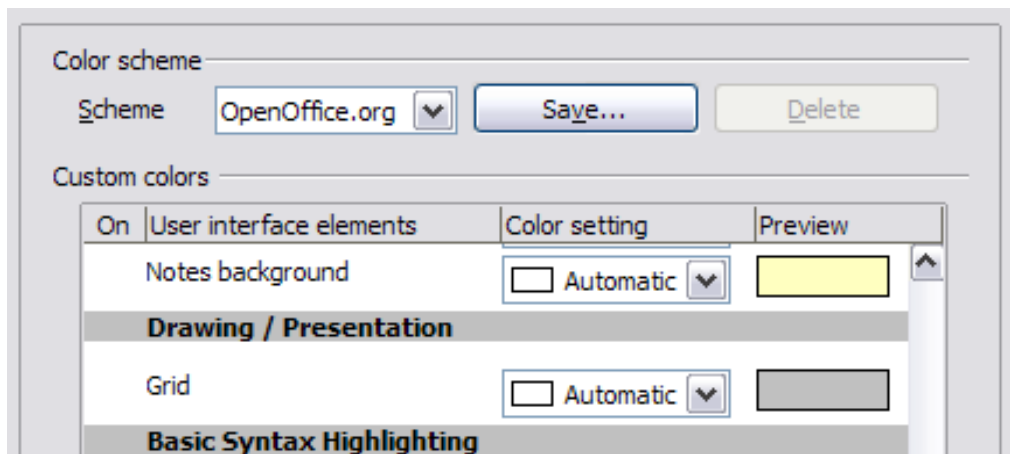 Color scheme
Scheme OpenOffice.org Save... Delete
Custom colors
On User interface elements Color setting Preview
Notes background Automatic
Drawing / Presentation
Grid Automatic
Basic Syntax Highlighting